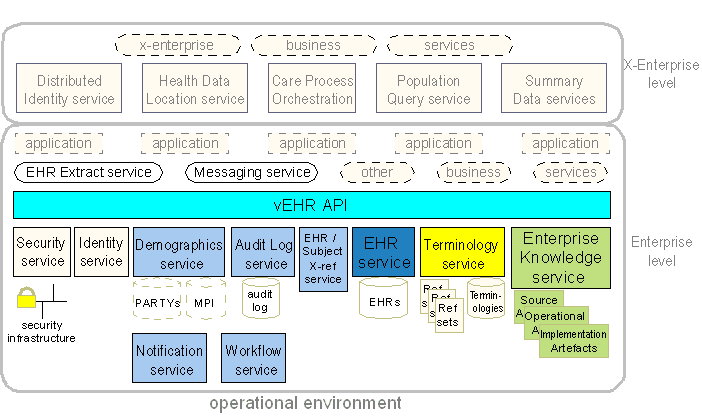 x-enterprise business services
X-Enterprise
level
Distributed
Identity service
Health Data
Location service
Care Process
Orchestration
Population
Query service
Summary
Data services
application application application application application
EHR Extract service Messaging service other business services
vEHR API
Enterprise
level
Security
service
Identity
service
Demographics
service
Audit Log
service
EHR /
Subject
X-ref
service
EHR
service
Terminology
service
Enterprise
Knowledge
service
PARTYs
MPI
audit
log
EHRs
Ref
s
Ref
s
Ref
sets
Termin-
ologies
Source
A
Operational
A
Implementation
Artefacts
security
infrastructure
Notification
service
Workflow
service
operational environment